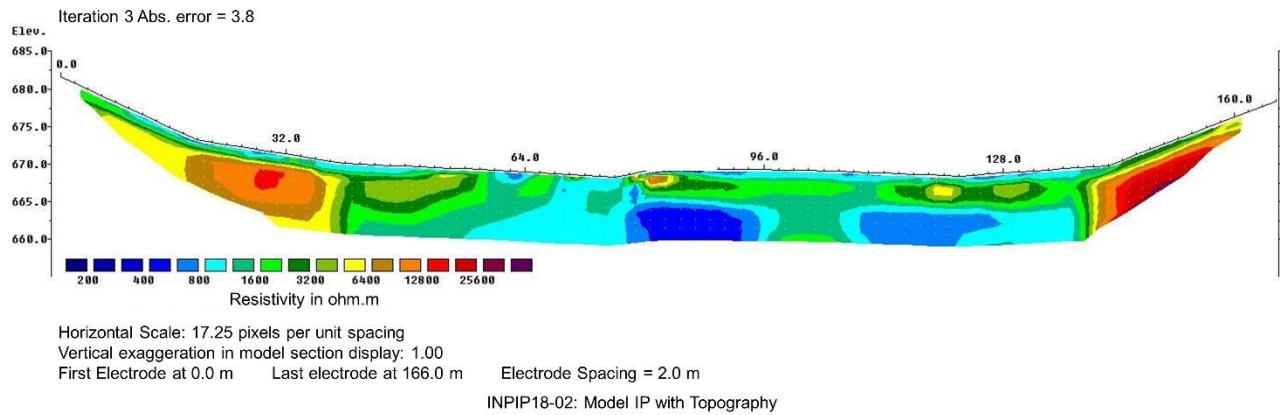 Iteration 3 Abs. error = 3.8
Elev.
685.0
0.0
680.0
160.0
675.0
32.0
670.0
64.0 96.0 128.0
665.0
660.0
200 400 800 1600 3200 6400 12800 25600
Resistivity in ohm.m
Horizontal Scale: 17.25 pixels per unit spacing
Vertical exaggeration in model section display: 1.00
First Electrode at 0.0 m Last electrode at 166.0 m Electrode Spacing = 2.0 m
INPIP18-02: Model IP with Topography